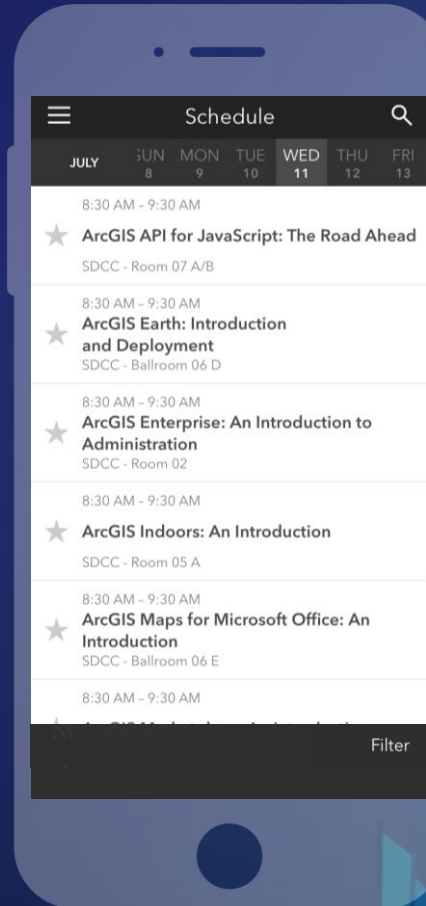 Schedule
JULY
SUN MON TUE WED THU FRI
8 9 10 11 12 13
8:30 AM – 9:30 AM
ArcGIS API for JavaScript: The Road Ahead
SDCC - Room 07 A/B
8:30 AM – 9:30 AM
ArcGIS Earth: Introduction
and Deployment
SDCC - Ballroom 06 D
8:30 AM – 9:30 AM
ArcGIS Enterprise: An Introduction to
Administration
SDCC - Room 02
8:30 AM – 9:30 AM
ArcGIS Indoors: An Introduction
SDCC - Room 05 A
8:30 AM – 9:30 AM
ArcGIS Maps for Microsoft Office: An
Introduction
SDCC - Ballroom 06 E
8:30 AM – 9:30 AM
Filter